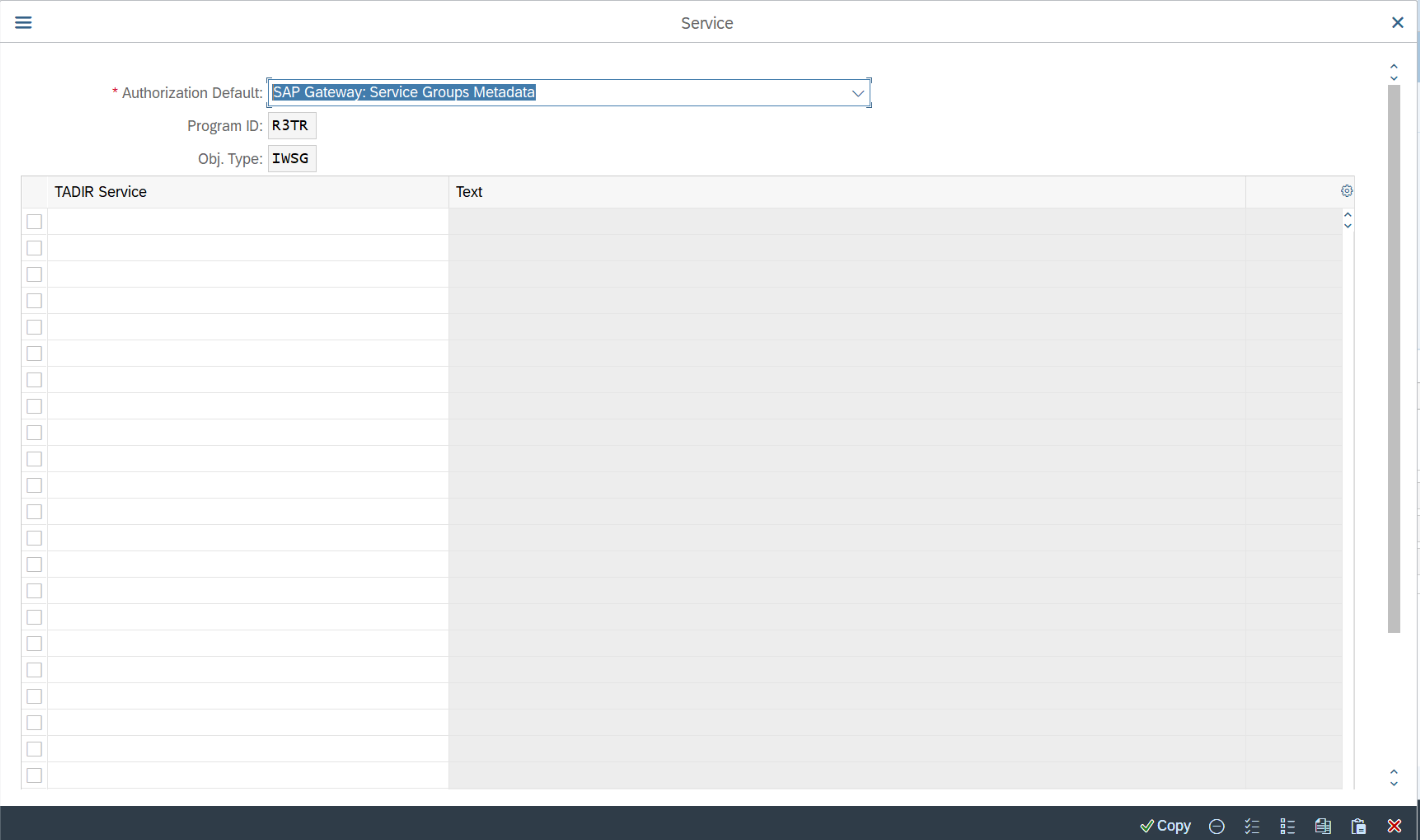 Service
* Authorization Default: SAP Gateway: Service Groups Metadata
Program ID: R3TR
Obj. Type: IWSG
TADIR Service Text
Copy